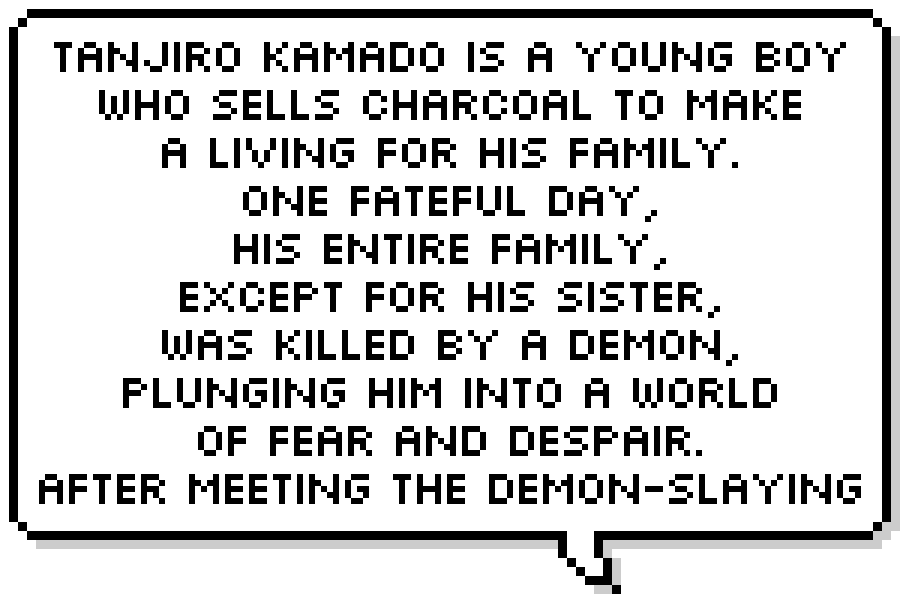 TANJIRO KAMADO IS A YOUNG BOY
WHO SELLS CHARCOAL TO MAKE
A LIVING FOR HIS FAMILY.
ONE FATEFUL DAY,
HIS ENTIRE FAMILY,
EXCEPT FOR HIS SISTER,
WAS KILLED BY A DEMON,
PLUNGING HIM INTO A WORLD
OF FEAR AND DESPAIR.
AFTER MEETING THE DEMON-SLAYING